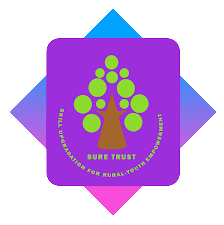 SURE TRUST
SKILL UPGRADATION FOR RURAL-YOUTH EMPOWERMENT